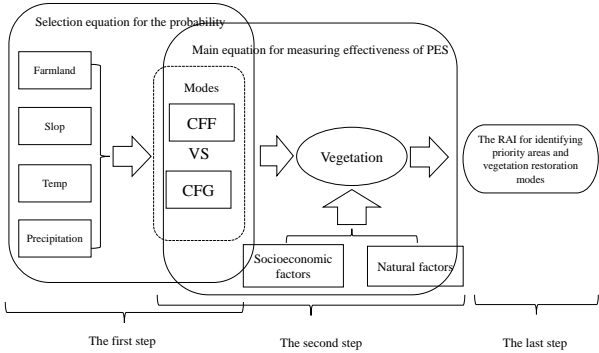 Selection equation for the probability
Main equation for measuring effectiveness of PES
Farmland
Slop
Temp
Precipitation
Modes
CFF
VS
CFG
Vegetation
Socioeconomic
factors
Natural factors
The RAI for identifying
priority areas and
vegetation restoration
modes
The first step
The second step
The last step